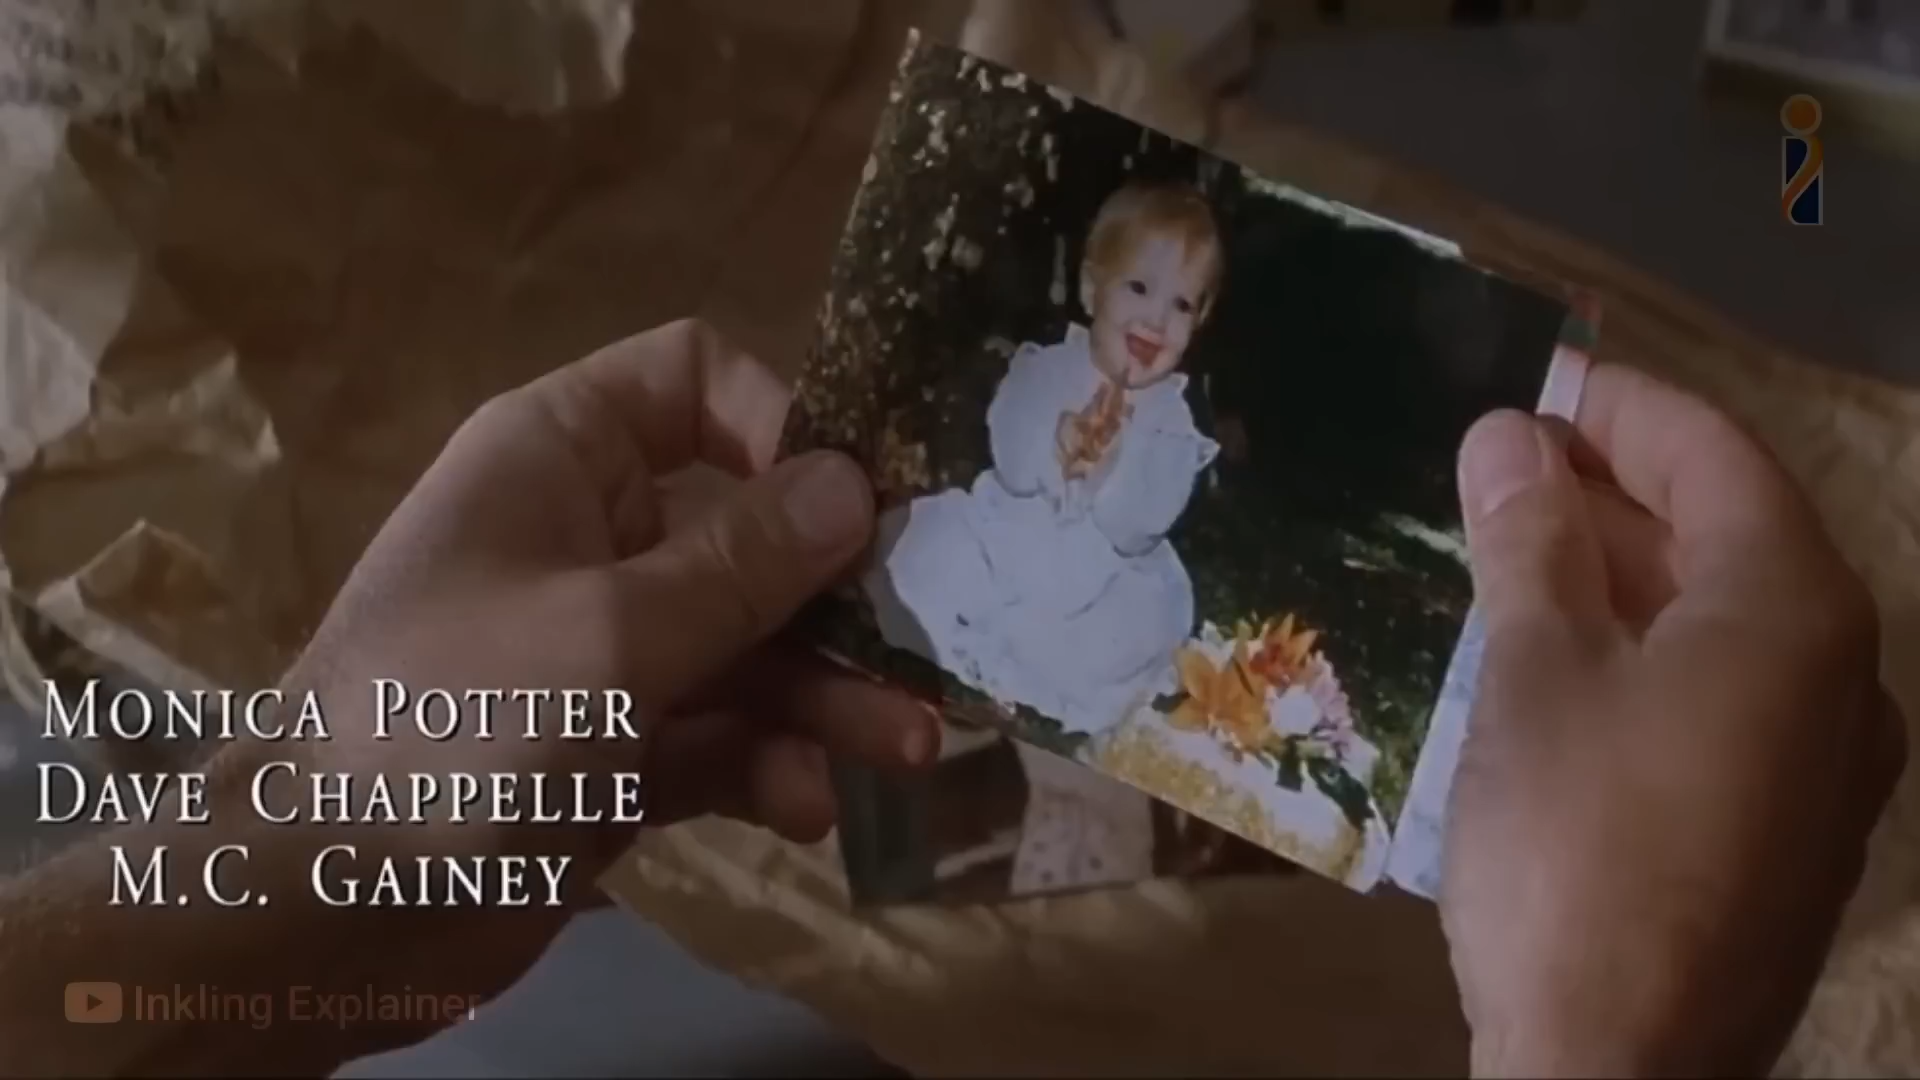 MONICA POTTER
DAVE CHAPPELLE
M.C. GAINEY
Inkling Explainer